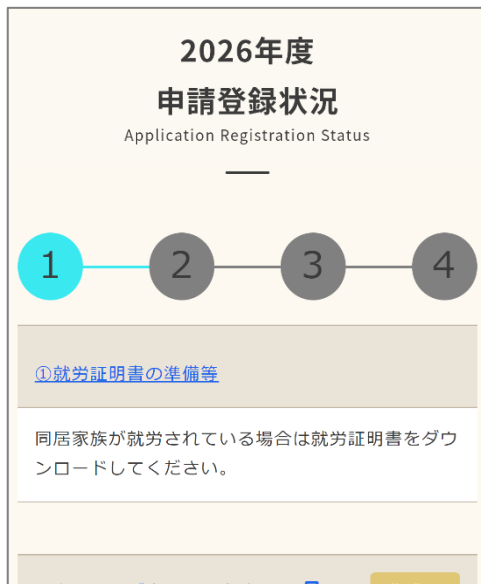 2026年度
申請登録状況
Application Registration Status
1 2 3 4
①就労証明書の準備等
同居家族が就労されている場合は就労証明書をダウ
ンロードしてください。